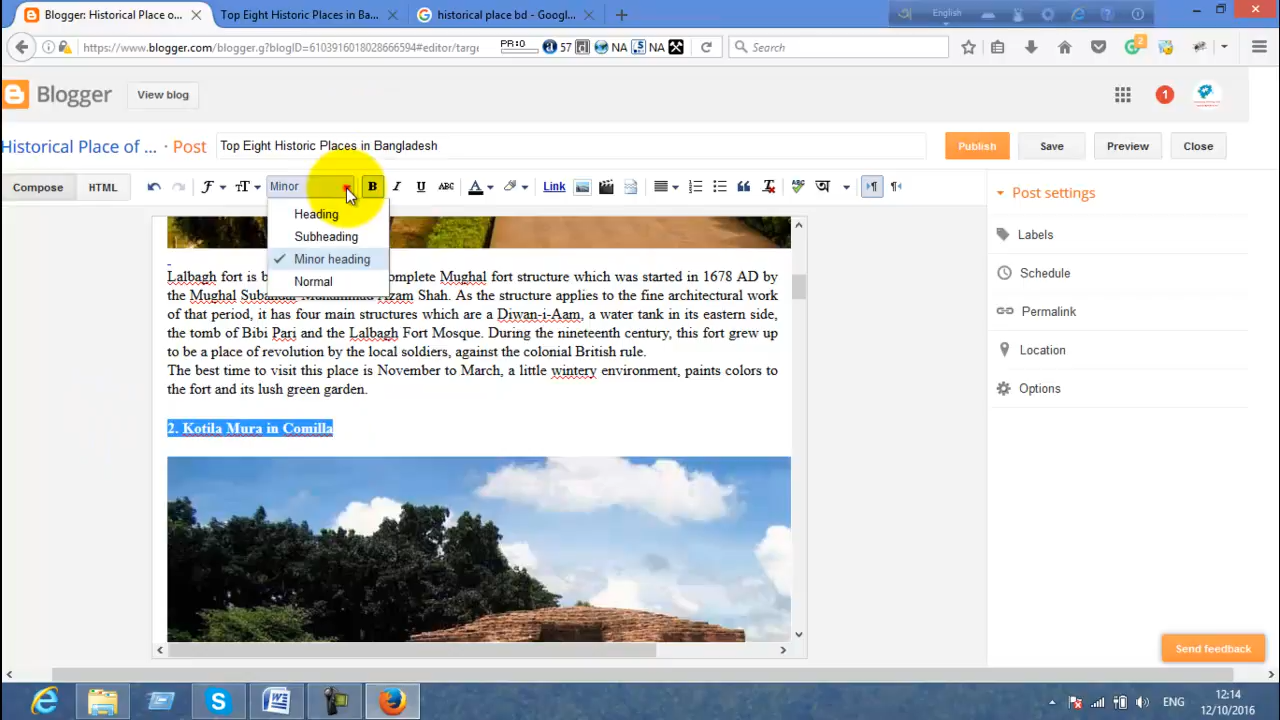 Blogger: Historical Place o...
Top Eight Historic Places in Ba...
historical place bd - Googl...
English
https://www.blogger.com/blogger.g?blogID=6103916018028666594#editor/targe
PR:0
57
NA
NA
Search
2
Blogger
View blog
1
Historical Place of ... · Post
Top Eight Historic Places in Bangladesh
Publish
Save
Preview
Close
Compose
HTML
Minor
B
I
U
ABC
A
Link
Heading
Subheading
Minor heading
Normal
Post settings
Labels
Schedule
Permalink
Location
Options
Lalbagh fort is b omplete Mughal fort structure which was started in 1678 AD by
the Mughal Subahdar Muhammad Azam Shah. As the structure applies to the fine architectural work
of that period, it has four main structures which are a Diwan-i-Aam, a water tank in its eastern side,
the tomb of Bibi Pari and the Lalbagh Fort Mosque. During the nineteenth century, this fort grew up
to be a place of revolution by the local soldiers, against the colonial British rule.
The best time to visit this place is November to March, a little wintery environment, paints colors to
the fort and its lush green garden.
2. Kotila Mura in Comilla
Send feedback
ENG
12:14
12/10/2016